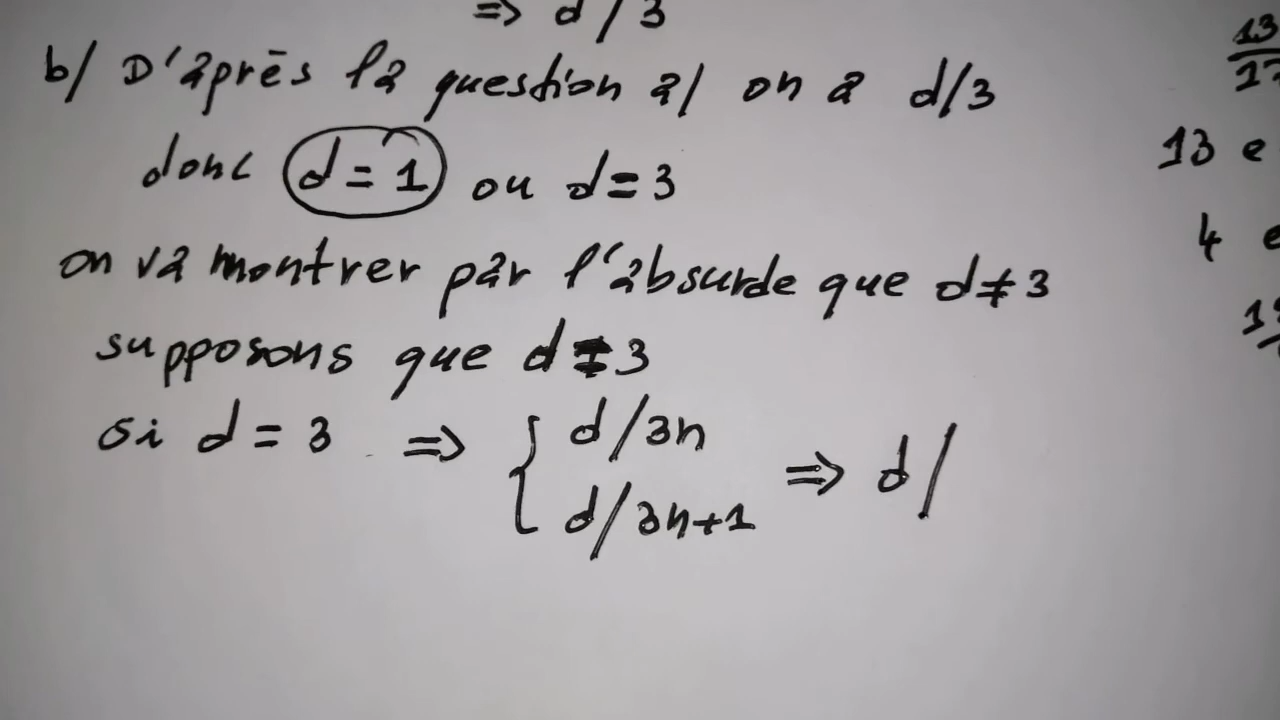 => d/3
b/ D'après la question a/ on a d/3
donc d=1 ou d=3
on va montrer par l'absurde que d≠3
supposons que d=3
si d = 3 => { d/3n
d/3n+1 => d/
13
13 e
4